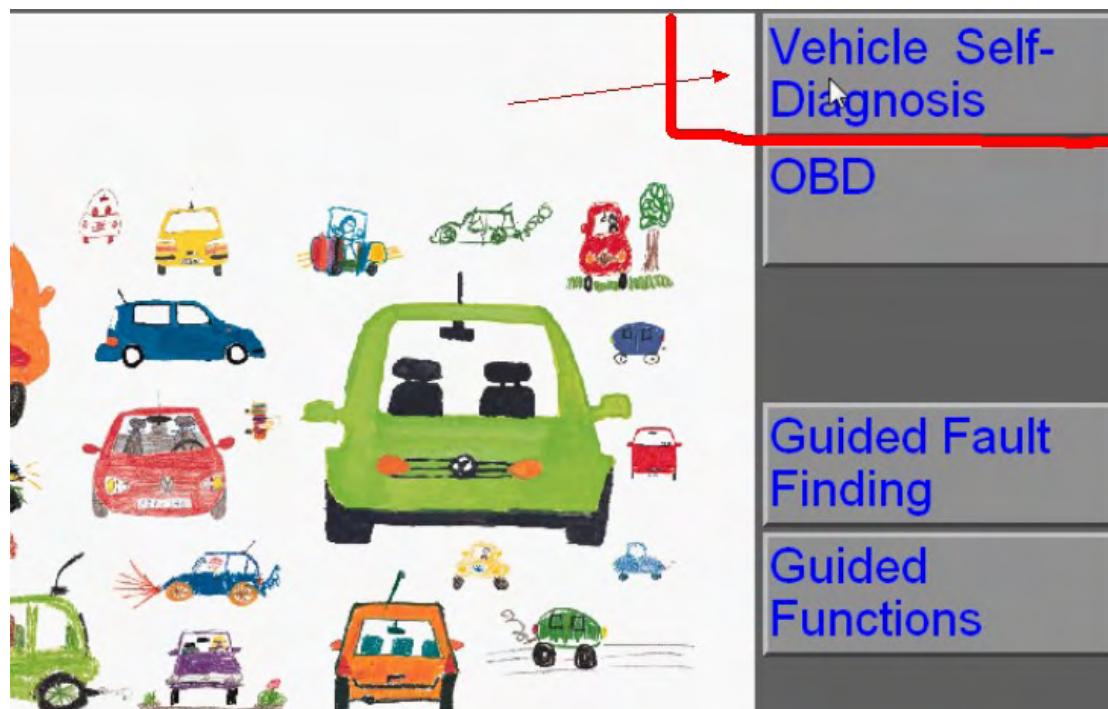 Vehicle Self-
Diagnosis
OBD
Guided Fault
Finding
Guided
Functions